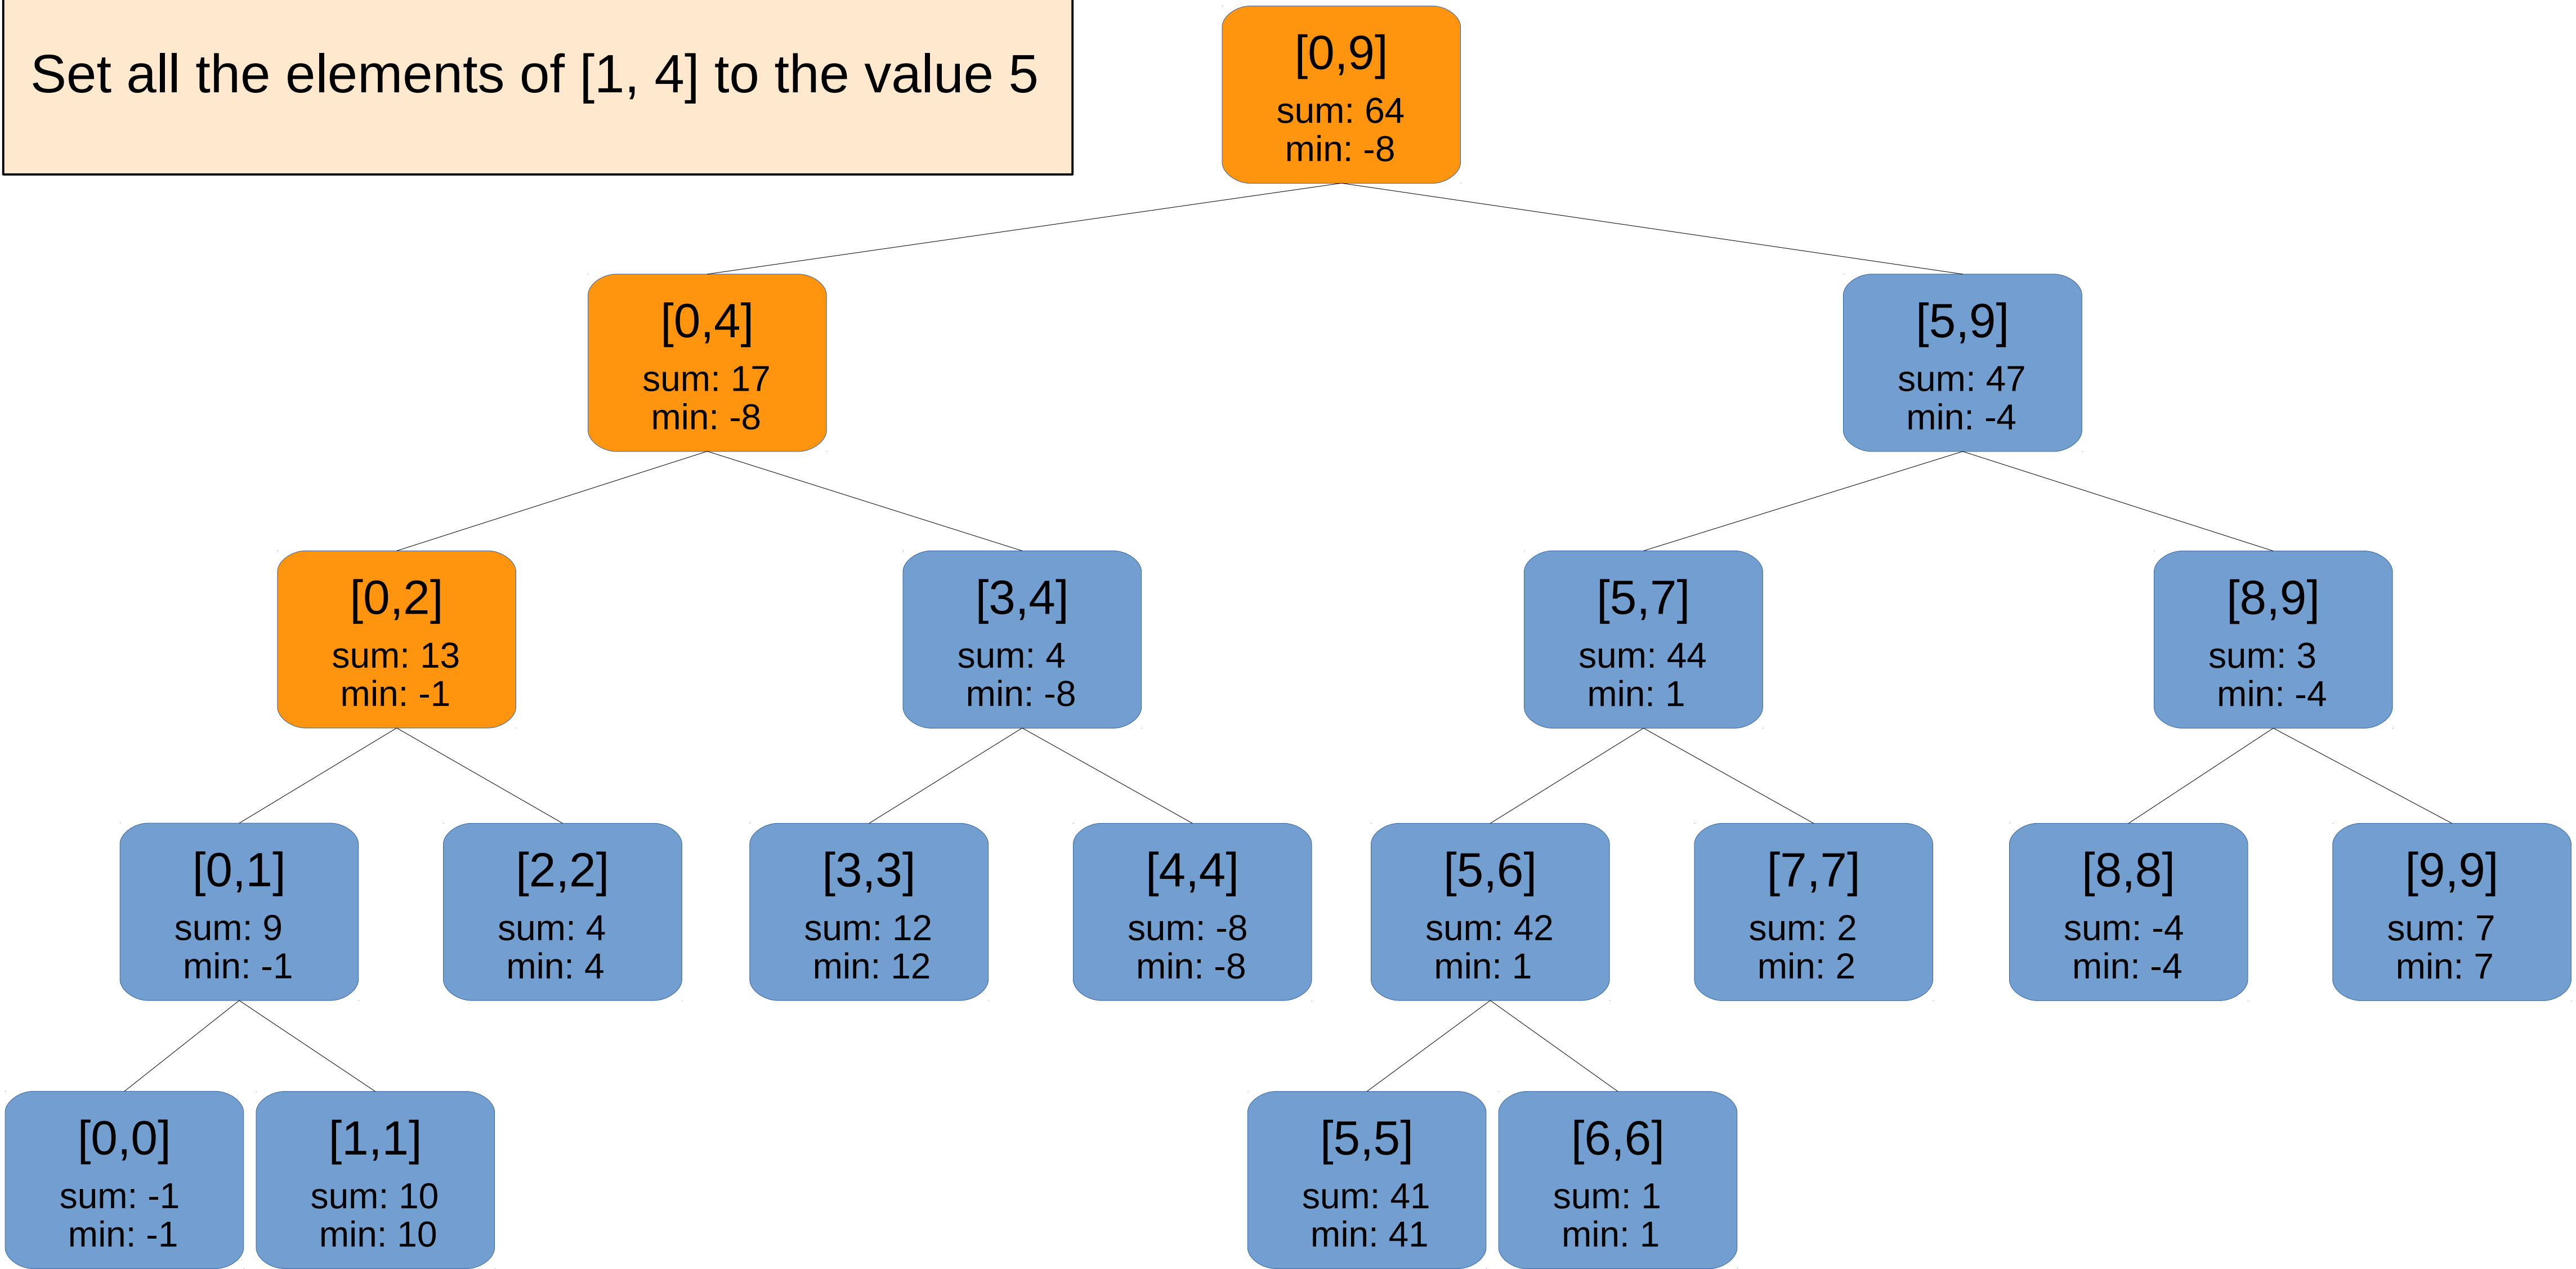 Set all the elements of [1, 4] to the value 5
[0,9]
sum: 64
min: -8
[0,4]
sum: 17
min: -8
[5,9]
sum: 47
min: -4
[0,2]
sum: 13
min: -1
[3,4]
sum: 4
min: -8
[5,7]
sum: 44
min: 1
[8,9]
sum: 3
min: -4
[0,1]
sum: 9
min: -1
[2,2]
sum: 4
min: 4
[3,3]
sum: 12
min: 12
[4,4]
sum: -8
min: -8
[5,6]
sum: 42
min: 1
[7,7]
sum: 2
min: 2
[8,8]
sum: -4
min: -4
[9,9]
sum: 7
min: 7
[0,0]
sum: -1
min: -1
[1,1]
sum: 10
min: 10
[5,5]
sum: 41
min: 41
[6,6]
sum: 1
min: 1